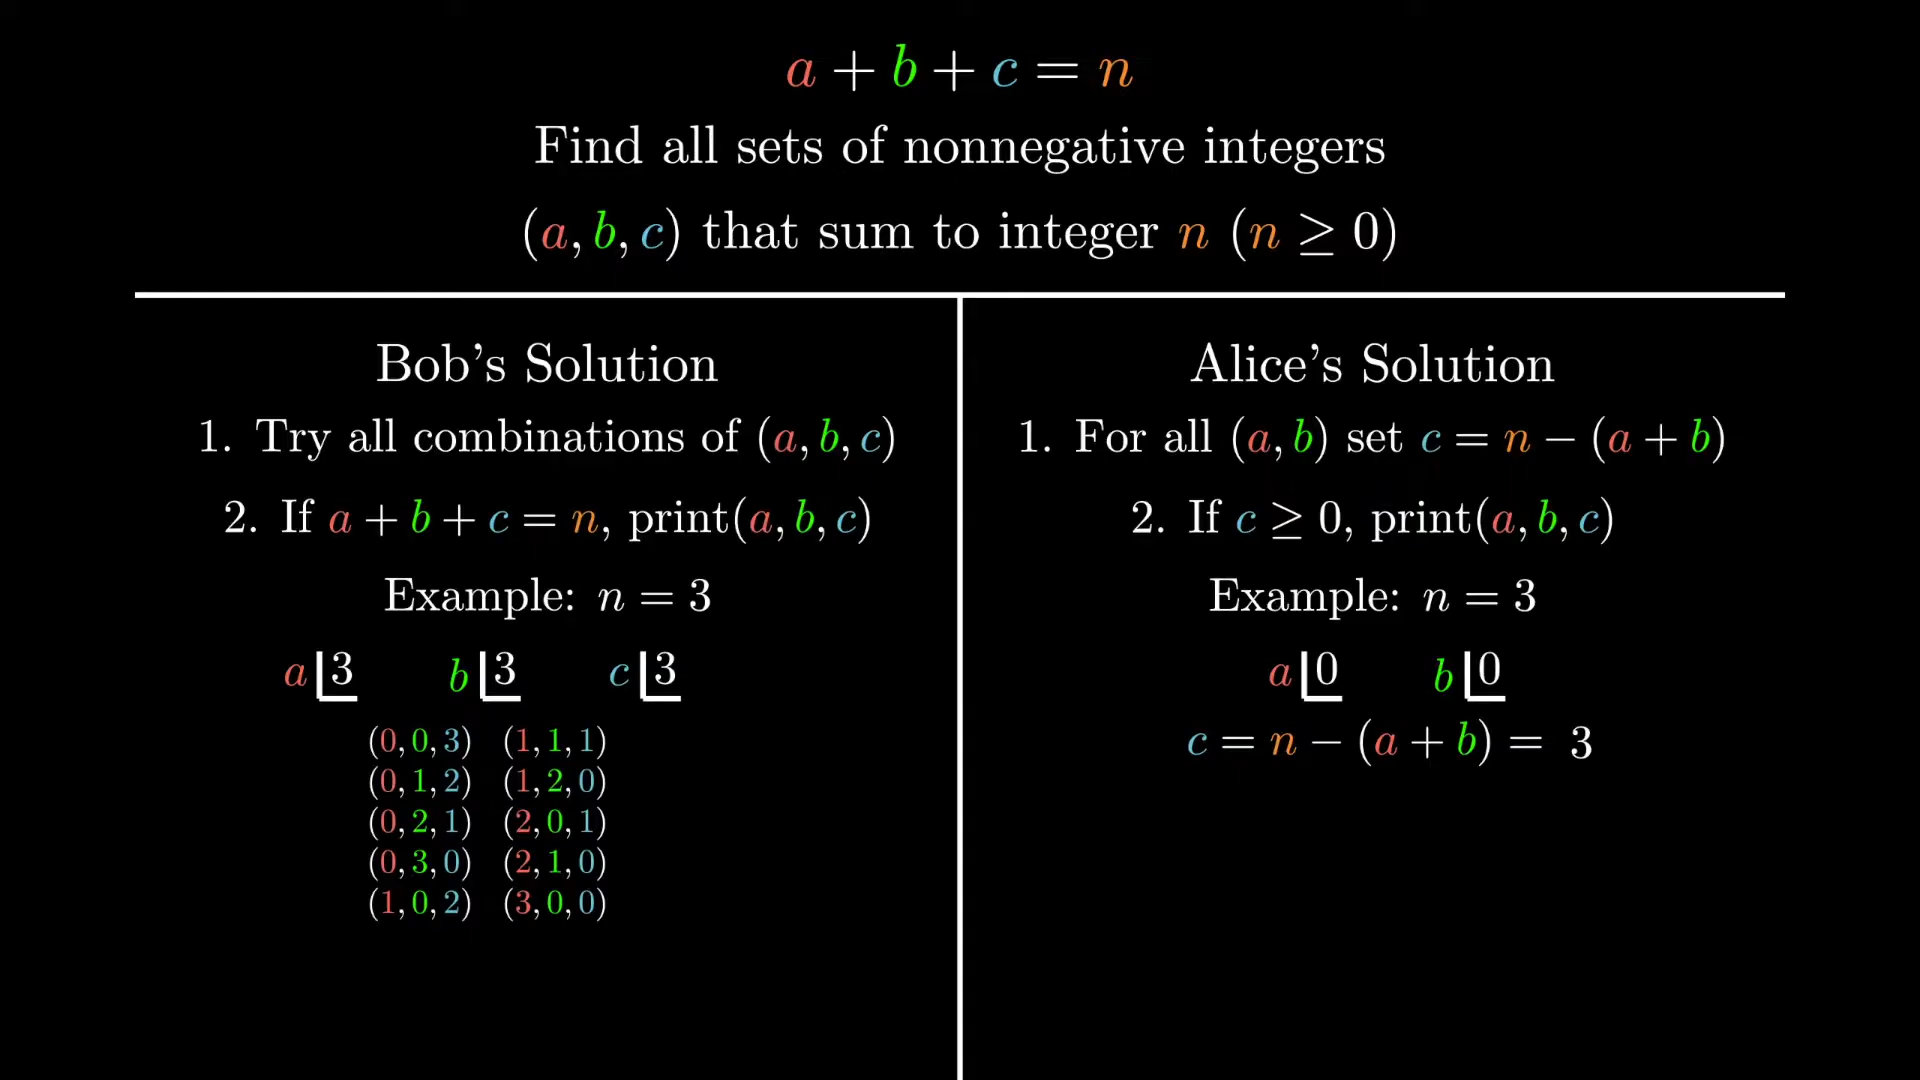 a + b + c = n
Find all sets of nonnegative integers
(a, b, c) that sum to integer n (n ≥ 0)
Bob's Solution
1. Try all combinations of (a, b, c)
2. If a + b + c = n, print(a, b, c)
Example: n = 3
a 3 b 3 c 3
(0, 0, 3) (1, 1, 1)
(0, 1, 2) (1, 2, 0)
(0, 2, 1) (2, 0, 1)
(0, 3, 0) (2, 1, 0)
(1, 0, 2) (3, 0, 0)
Alice's Solution
1. For all (a, b) set c = n − (a + b)
2. If c ≥ 0, print(a, b, c)
Example: n = 3
a 0 b 0
c = n − (a + b) = 3